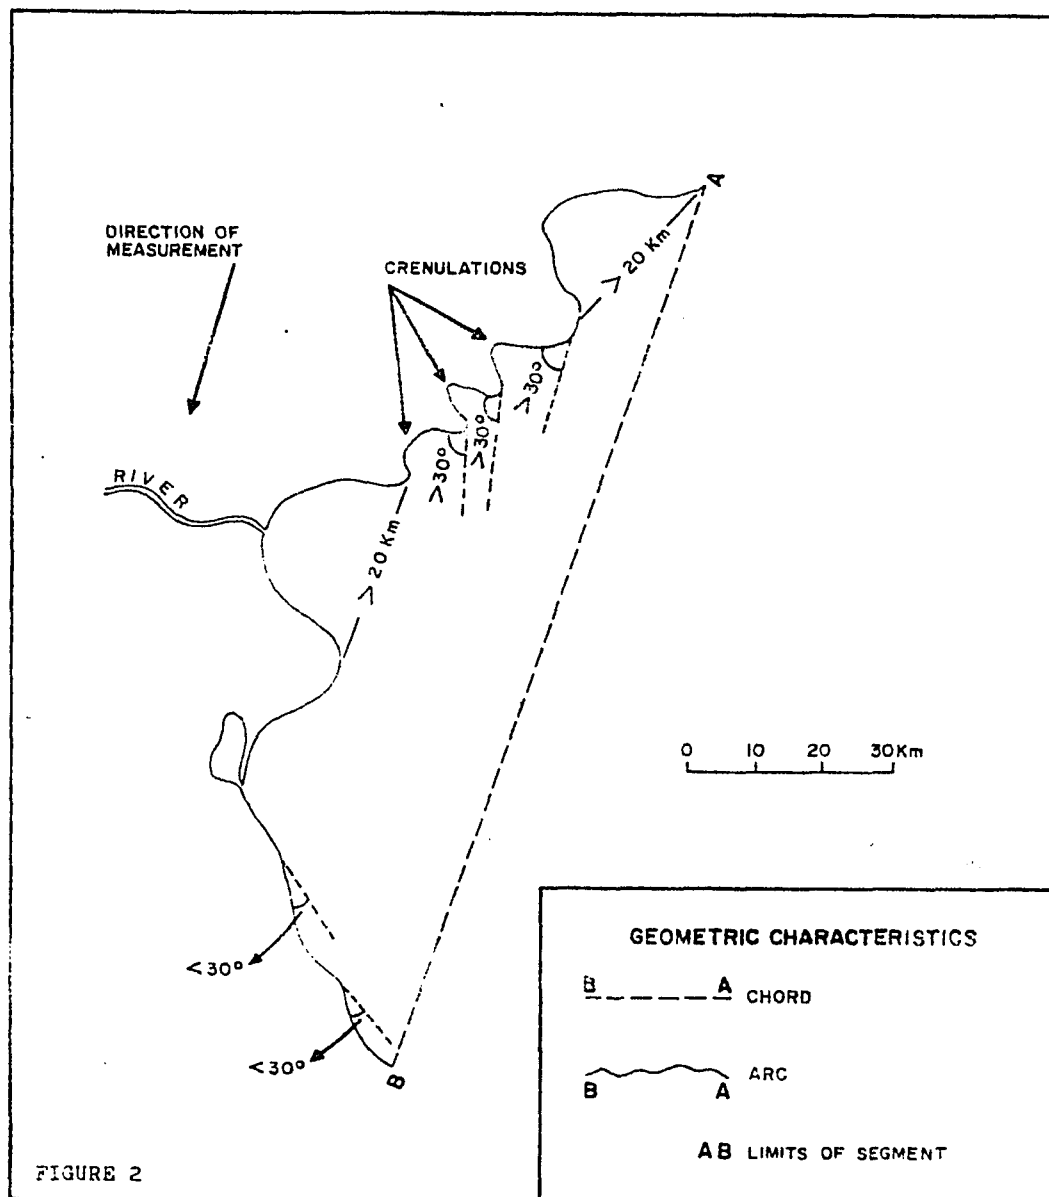 A
DIRECTION OF
MEASUREMENT
CRENULATIONS
> 20 Km
>30°
>30°
>30°
RIVER
> 20 Km
0 10 20 30Km
<30°
<30°
B
GEOMETRIC CHARACTERISTICS
B A CHORD
ARC
B A
AB LIMITS OF SEGMENT
FIGURE 2